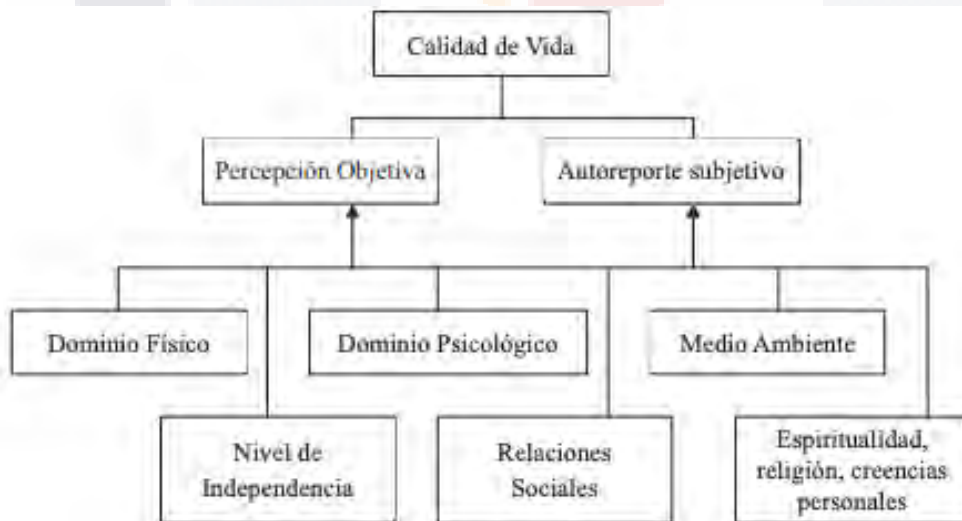 Calidad de Vida
Percepción Objetiva
Autoreporte subjetivo
Dominio Físico
Dominio Psicológico
Medio Ambiente
Nivel de
Independencia
Relaciones
Sociales
Espiritualidad,
religión, creencias
personales